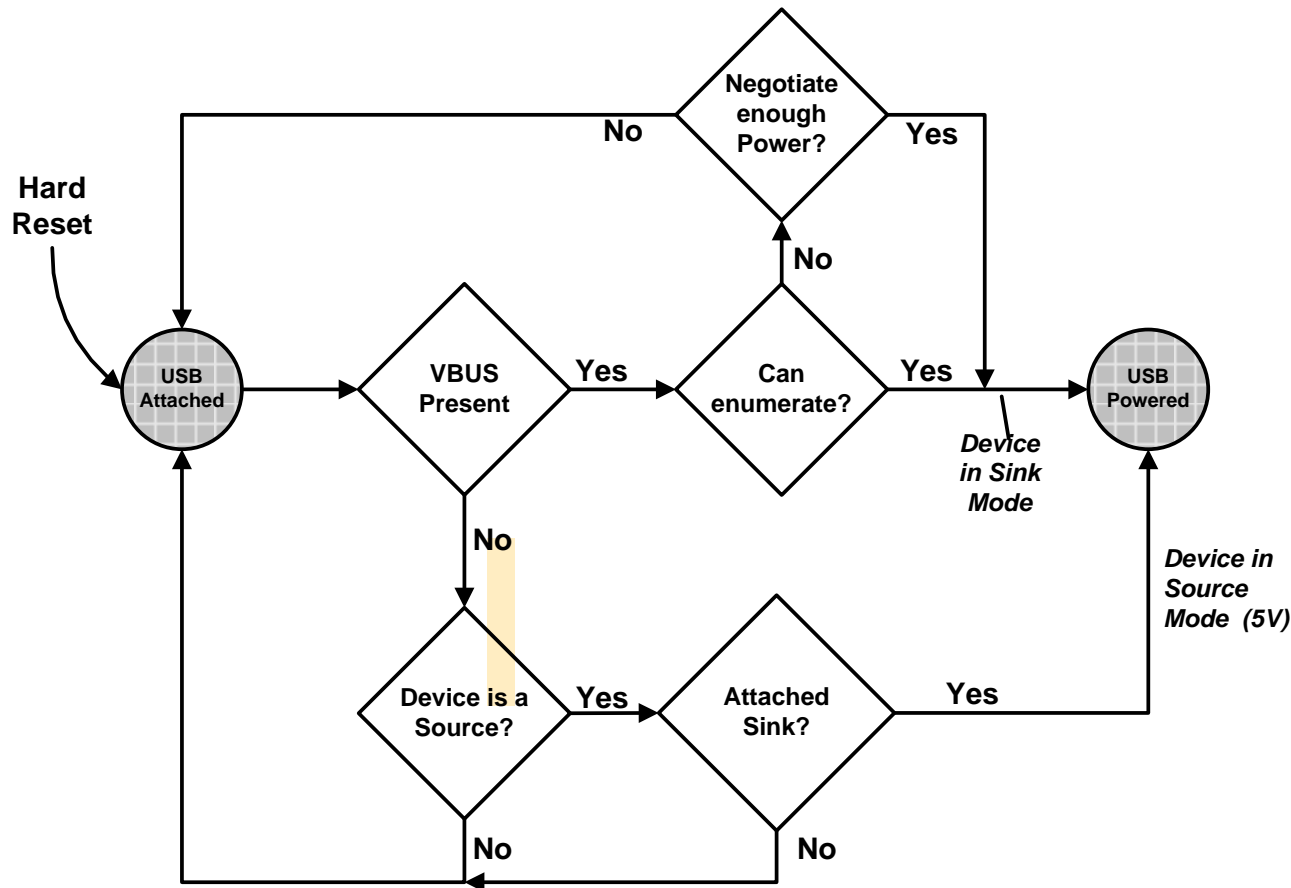 Negotiate
enough
Power?
No
Yes
Hard
Reset
No
USB
Attached
VBUS
Present
Yes
Can
enumerate?
Yes
USB
Powered
Device
in Sink
Mode
No
Device in
Source
Mode (5V)
Device is a
Source?
Yes
Attached
Sink?
Yes
No
No